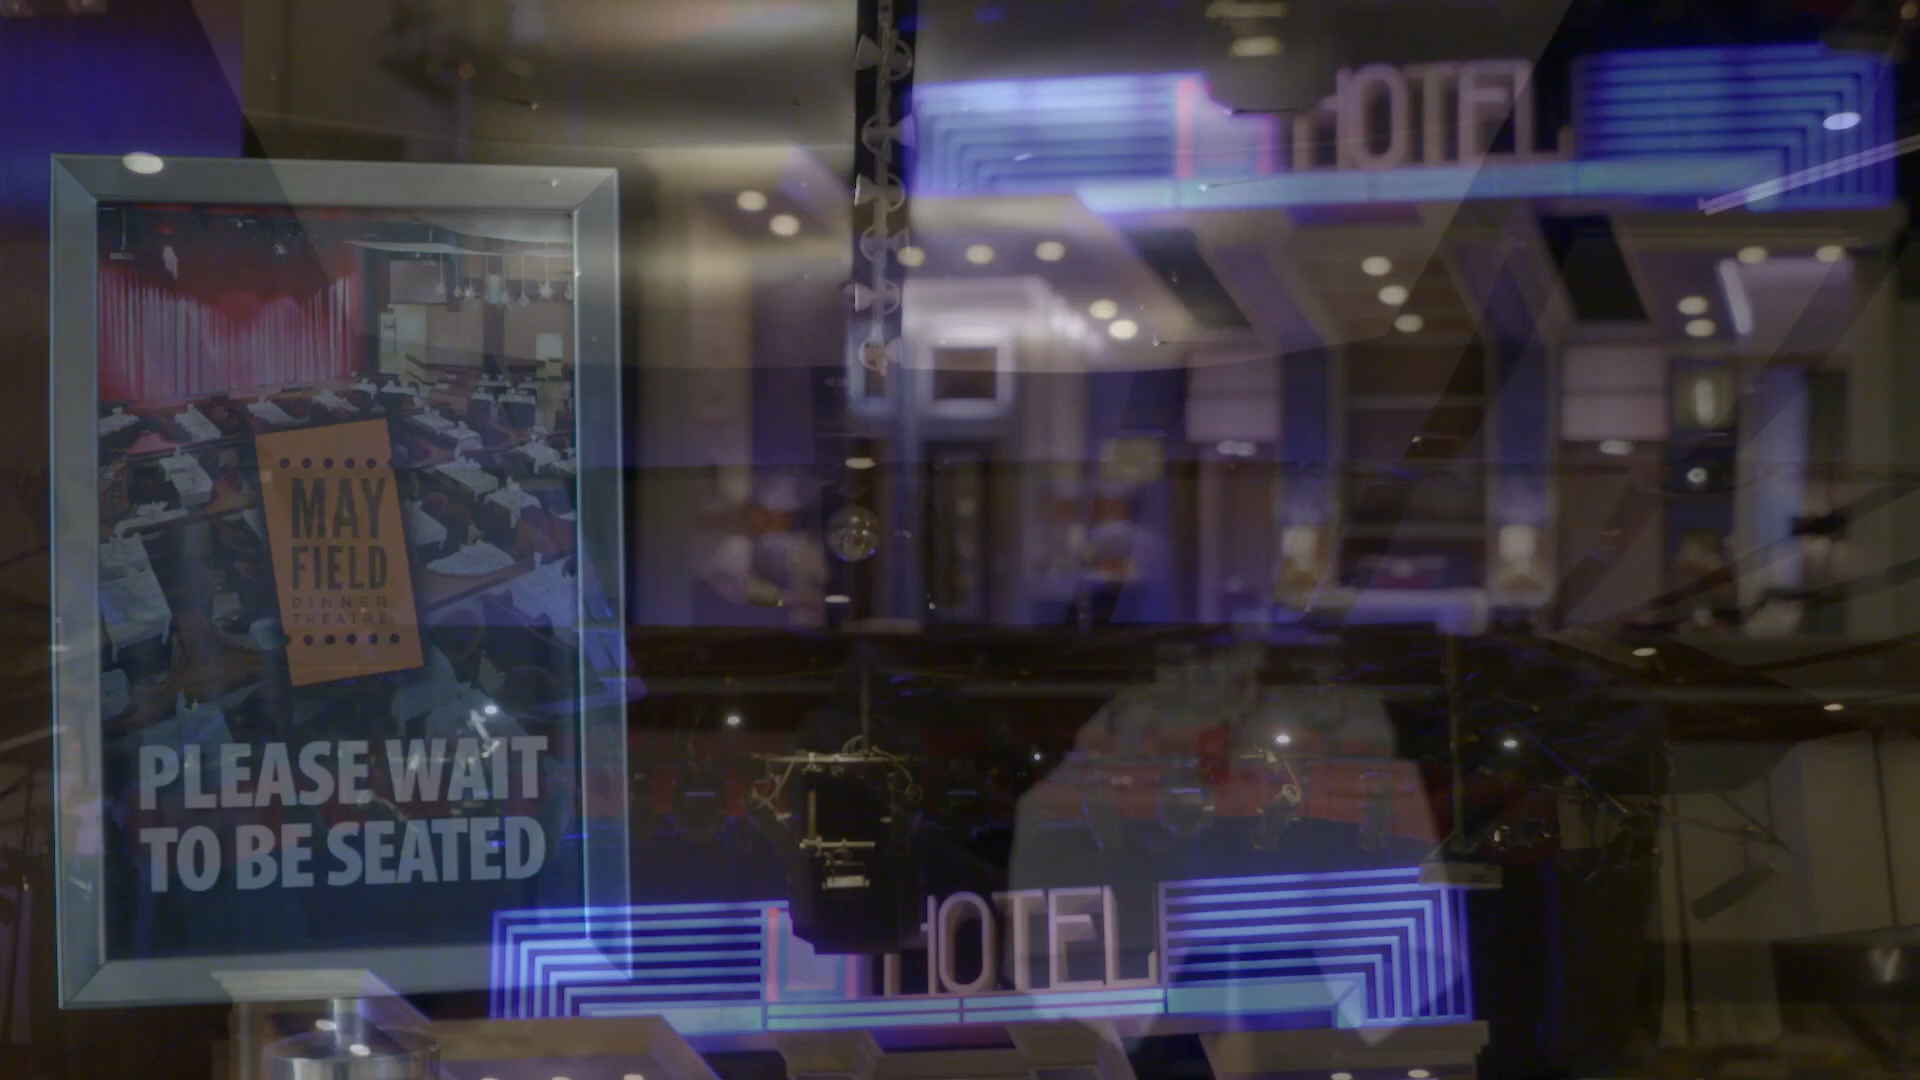 HOTEL
MAY
FIELD
DINNER
THEATRE
PLEASE WAIT
TO BE SEATED
HOTEL